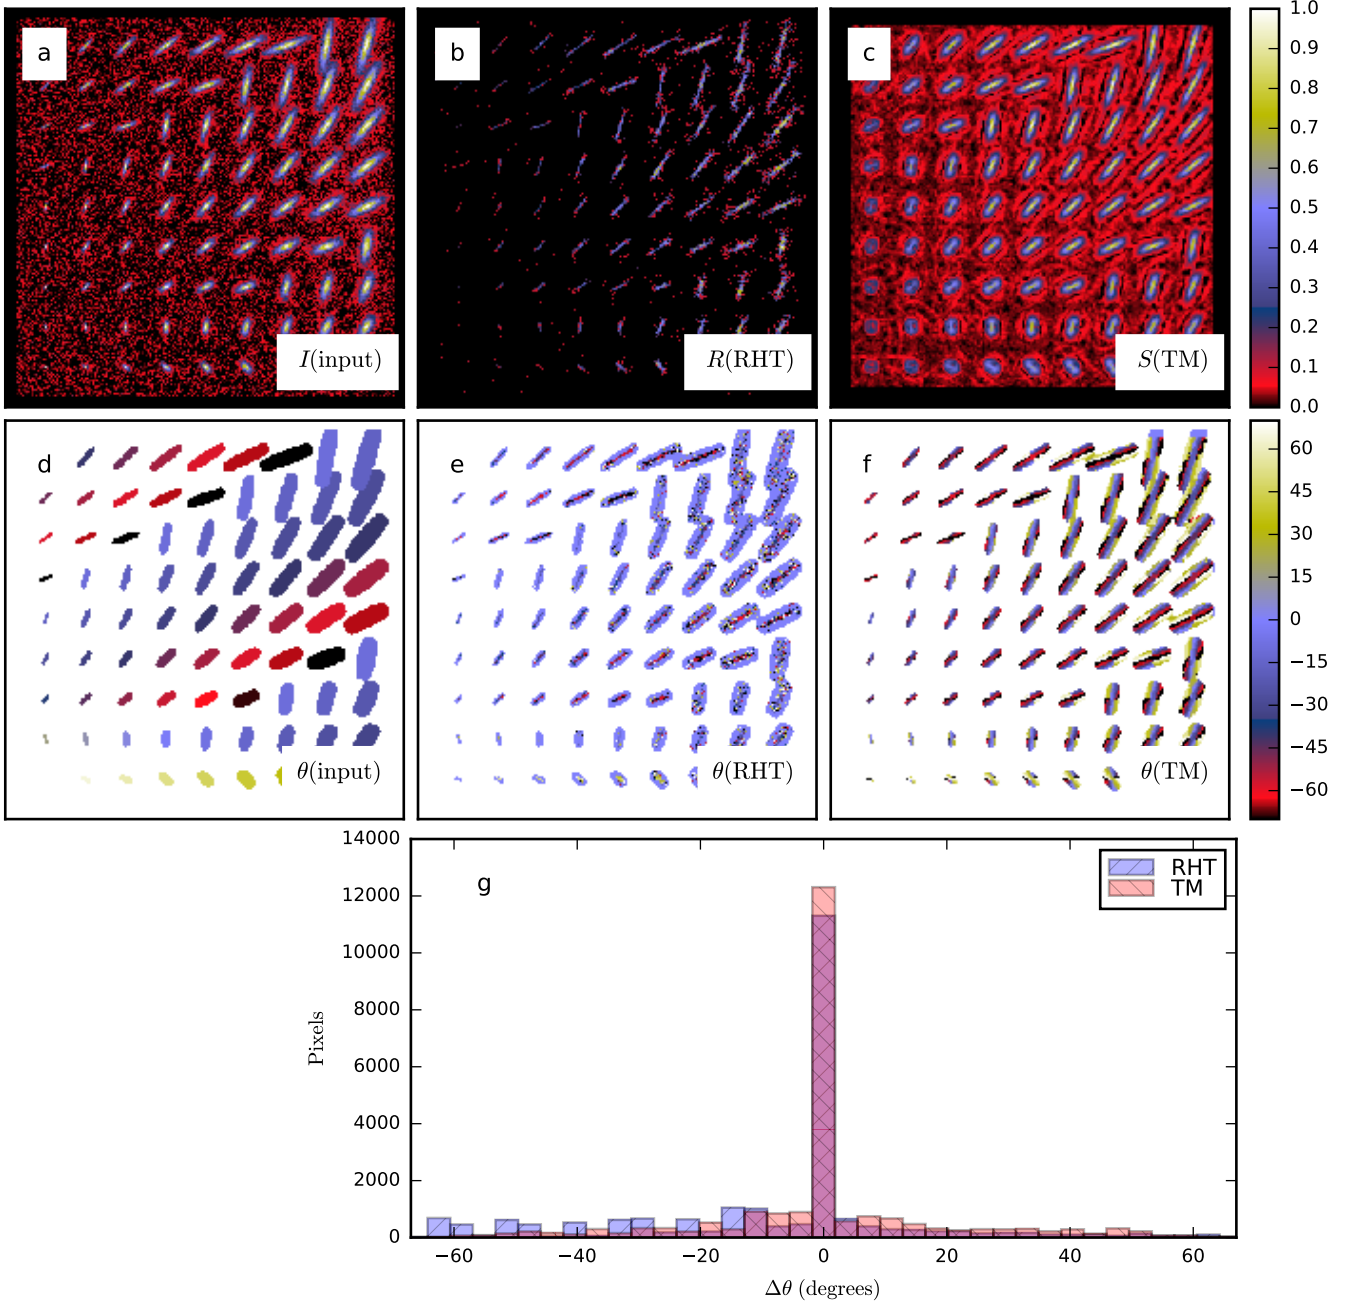 a
I(input)
b
R(RHT)
c
S(TM)
1.0
0.9
0.8
0.7
0.6
0.5
0.4
0.3
0.2
0.1
0.0
d
θ(input)
e
θ(RHT)
f
θ(TM)
60
45
30
15
0
−15
−30
−45
−60
g
RHT
TM
14000
12000
10000
8000
6000
4000
2000
0
Pixels
−60 −40 −20 0 20 40 60
Δθ (degrees)